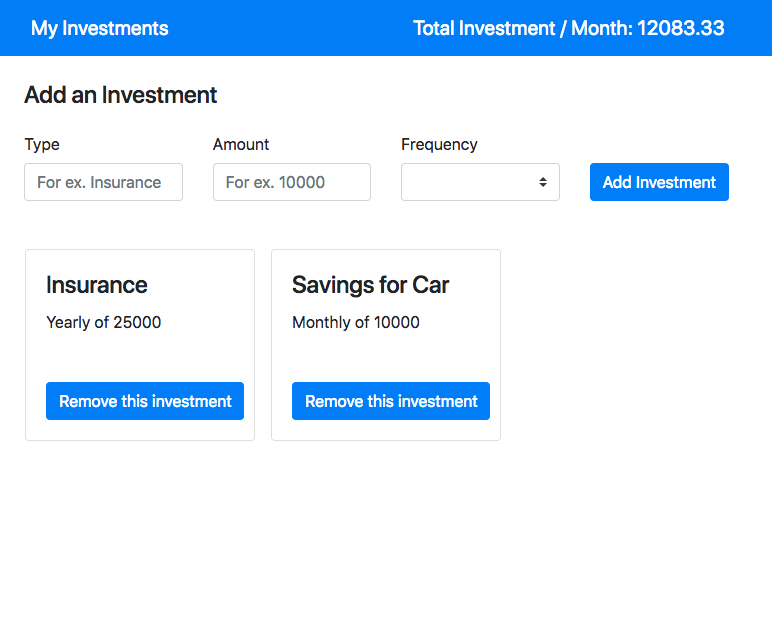 My Investments
Total Investment / Month: 12083.33
Add an Investment
Type
Amount
Frequency
For ex. Insurance
For ex. 10000
Add Investment
Insurance
Yearly of 25000
Remove this investment
Savings for Car
Monthly of 10000
Remove this investment